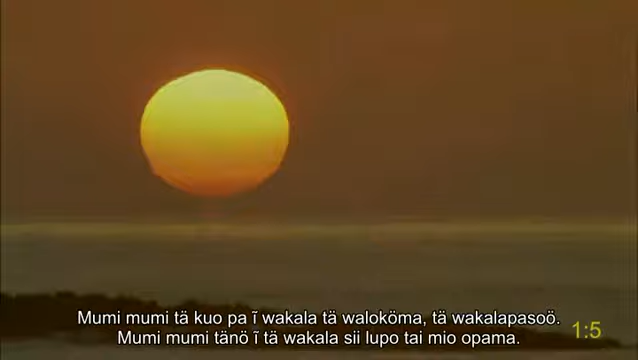 Mumi mumi tä kuo pa ĩ wakala tä waloköma, tä wakalapasoö.
Mumi mumi tänö ĩ tä wakala sii lupo tai mio opama.
1:5